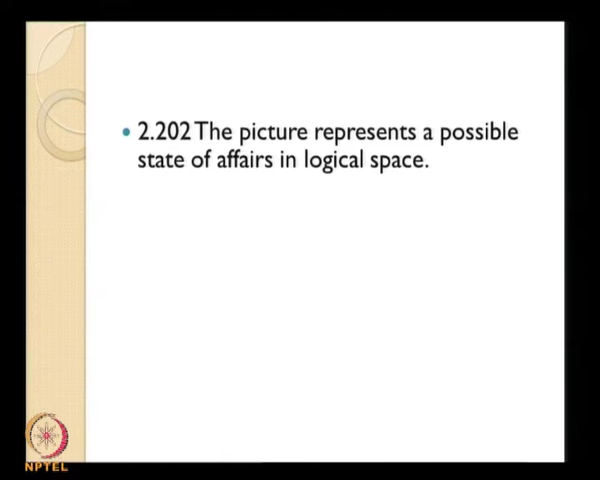 2.202 The picture represents a possible
state of affairs in logical space.
NPTEL